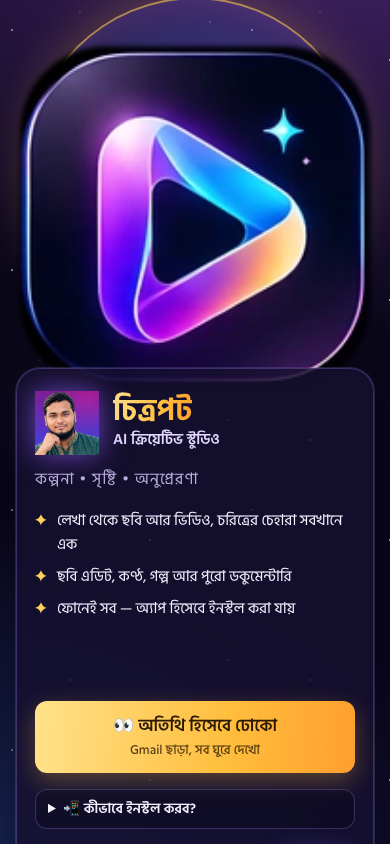 চিত্রপট
AI ক্রিয়েটিভ স্টুডিও
কল্পনা • সৃষ্টি • অনুপ্রেরণা
✦ লেখা থেকে ছবি আর ভিডিও, চরিত্রের চেহারা সবখানে
এক
✦ ছবি এডিট, কণ্ঠ, গল্প আর পুরো ডকুমেন্টারি
✦ ফোনেই সব — অ্যাপ হিসেবে ইনস্টল করা যায়
👀 অতিথি হিসেবে ঢোকো
Gmail ছাড়া, সব ঘুরে দেখো
▶ 📲 কীভাবে ইনস্টল করব?